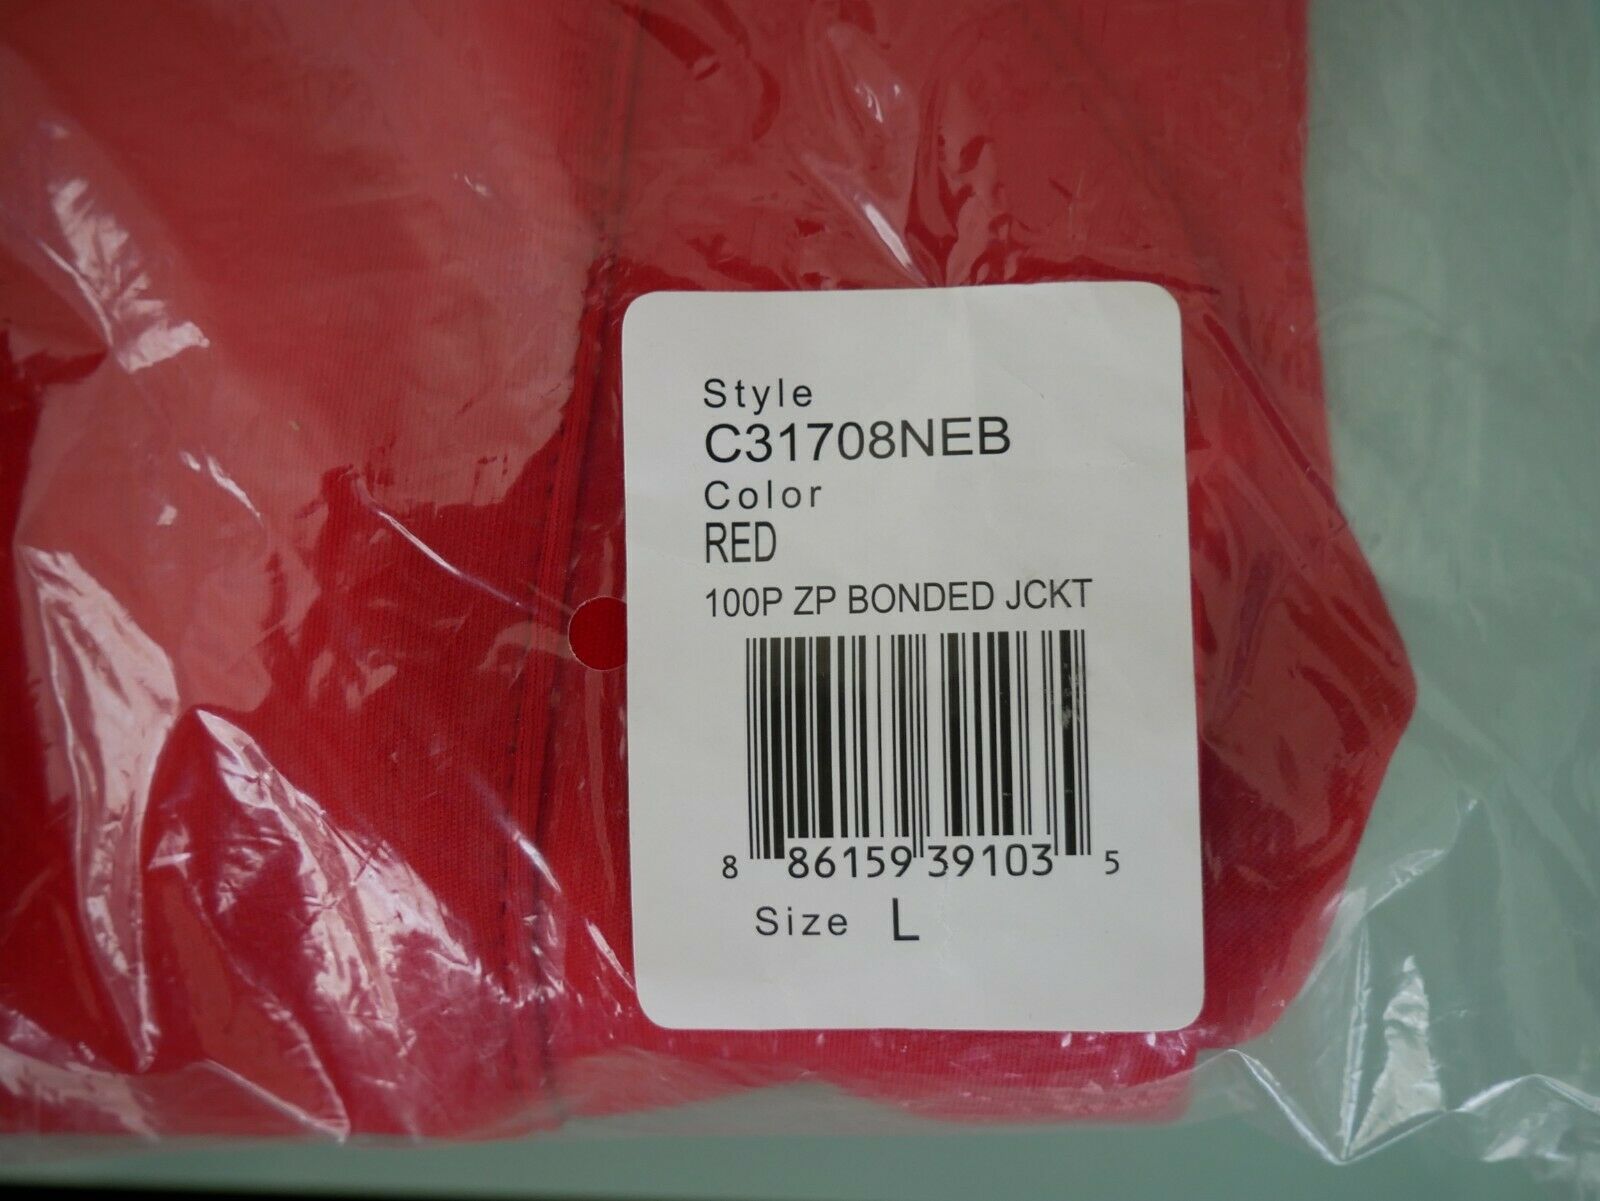 Style
C31708NEB
Color
RED
100P ZP BONDED JCKT
8 86159 39103 5
Size L